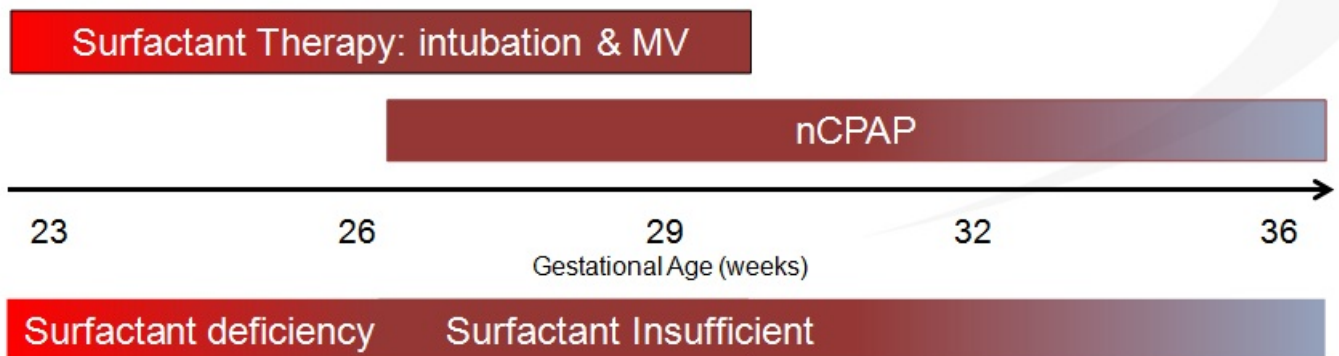 Surfactant Therapy: intubation & MV
nCPAP
23 26 29 32 36
Gestational Age (weeks)
Surfactant deficiency Surfactant Insufficient